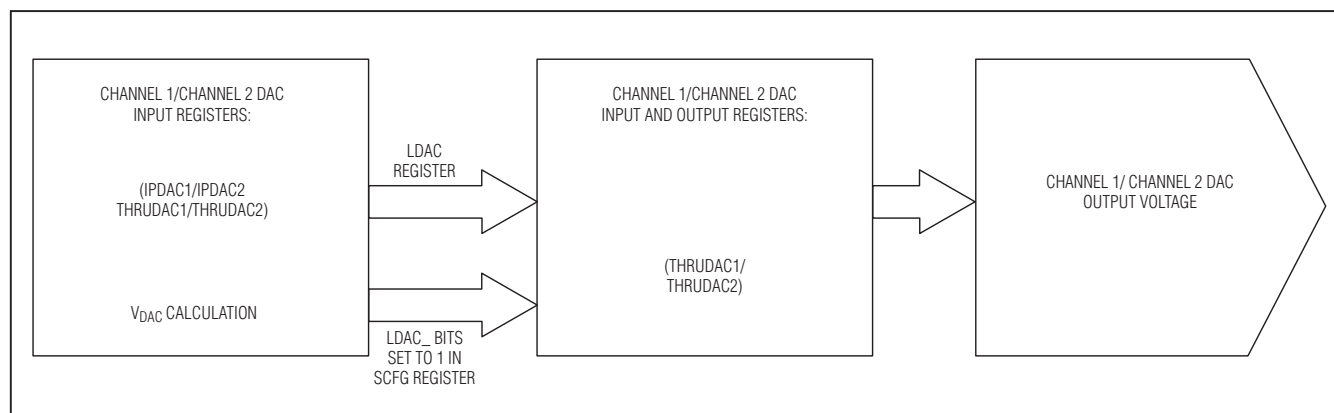 CHANNEL 1/CHANNEL 2 DAC
INPUT REGISTERS:
(IPDAC1/IPDAC2
THRUDAC1/THRUDAC2)
VDAC CALCULATION
LDAC
REGISTER
LDAC_ BITS
SET TO 1 IN
SCFG REGISTER
CHANNEL 1/CHANNEL 2 DAC
INPUT AND OUTPUT REGISTERS:
(THRUDAC1/
THRUDAC2)
CHANNEL 1/ CHANNEL 2 DAC
OUTPUT VOLTAGE